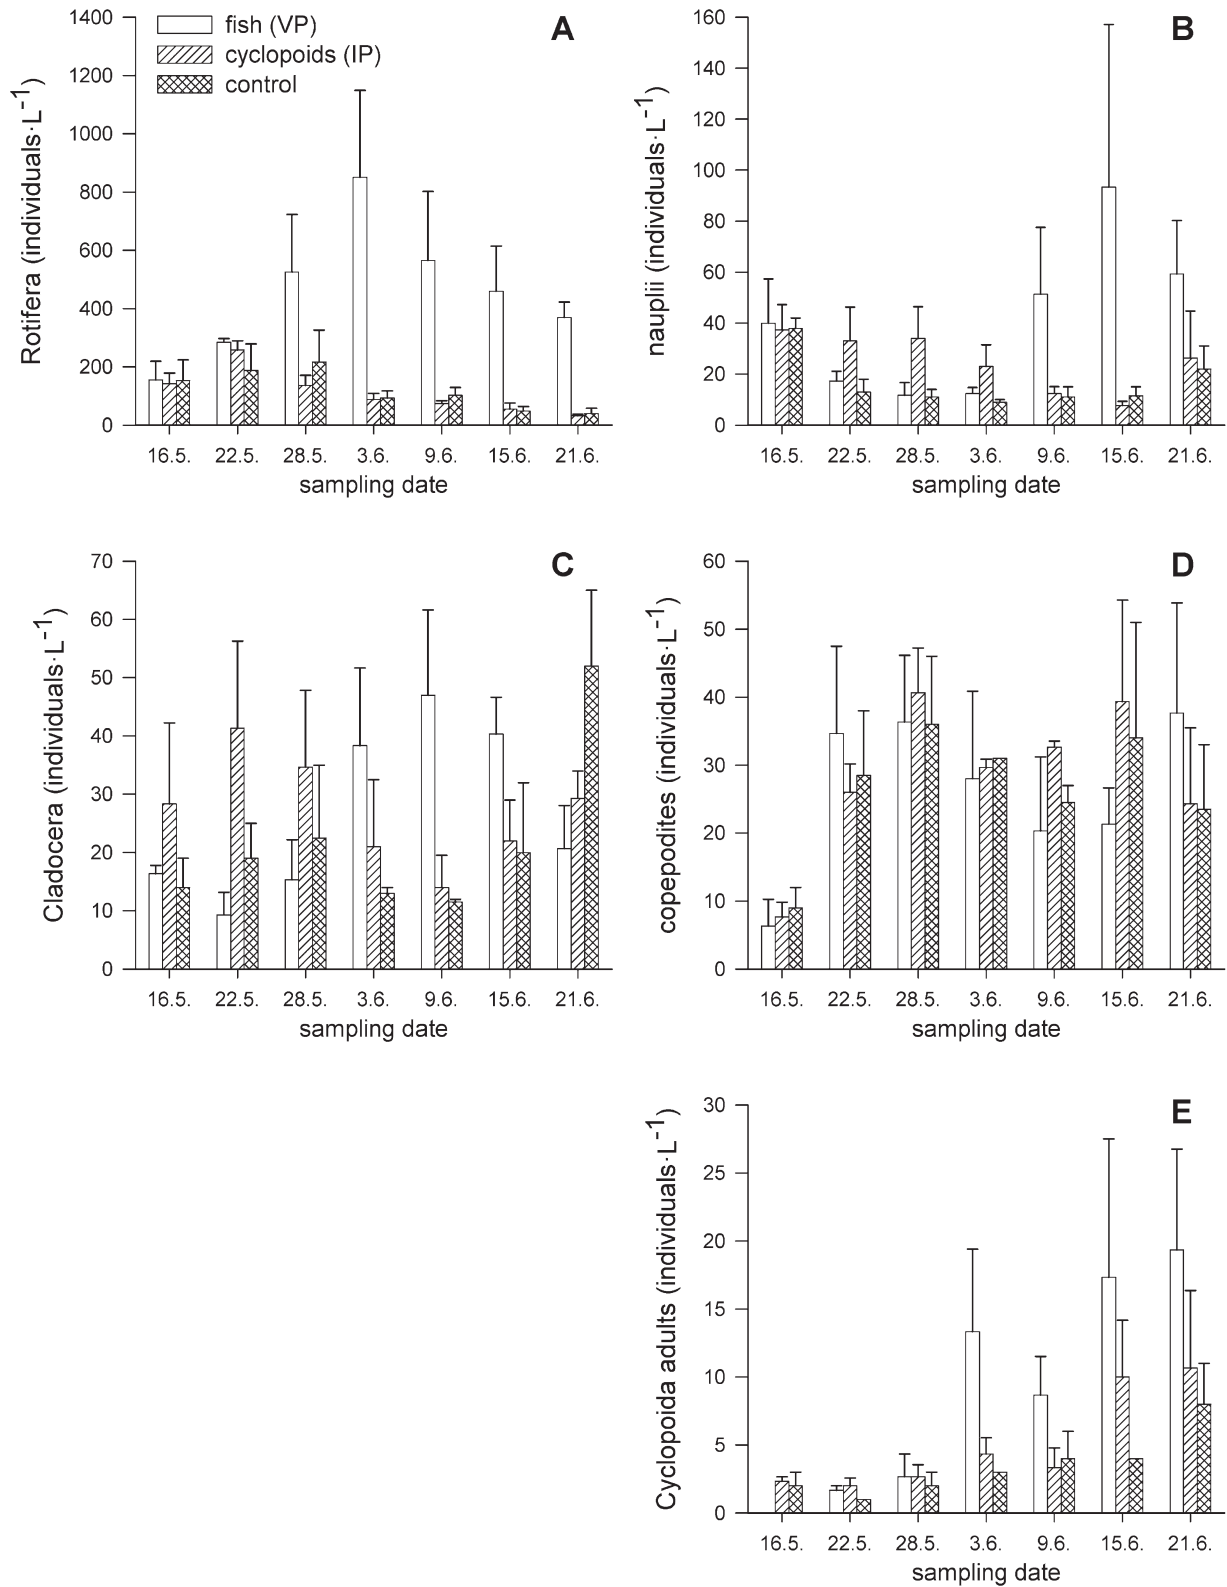 A
fish (VP)
cyclopoids (IP)
control
Rotifera (individuals·L⁻¹)
1400
1200
1000
800
600
400
200
0
16.5. 22.5. 28.5. 3.6. 9.6. 15.6. 21.6.
sampling date
B
nauplii (individuals·L⁻¹)
160
140
120
100
80
60
40
20
0
16.5. 22.5. 28.5. 3.6. 9.6. 15.6. 21.6.
sampling date
C
Cladocera (individuals·L⁻¹)
70
60
50
40
30
20
10
0
16.5. 22.5. 28.5. 3.6. 9.6. 15.6. 21.6.
sampling date
D
copepodites (individuals·L⁻¹)
60
50
40
30
20
10
0
16.5. 22.5. 28.5. 3.6. 9.6. 15.6. 21.6.
sampling date
E
Cyclopoida adults (individuals·L⁻¹)
30
25
20
15
10
5
0
16.5. 22.5. 28.5. 3.6. 9.6. 15.6. 21.6.
sampling date